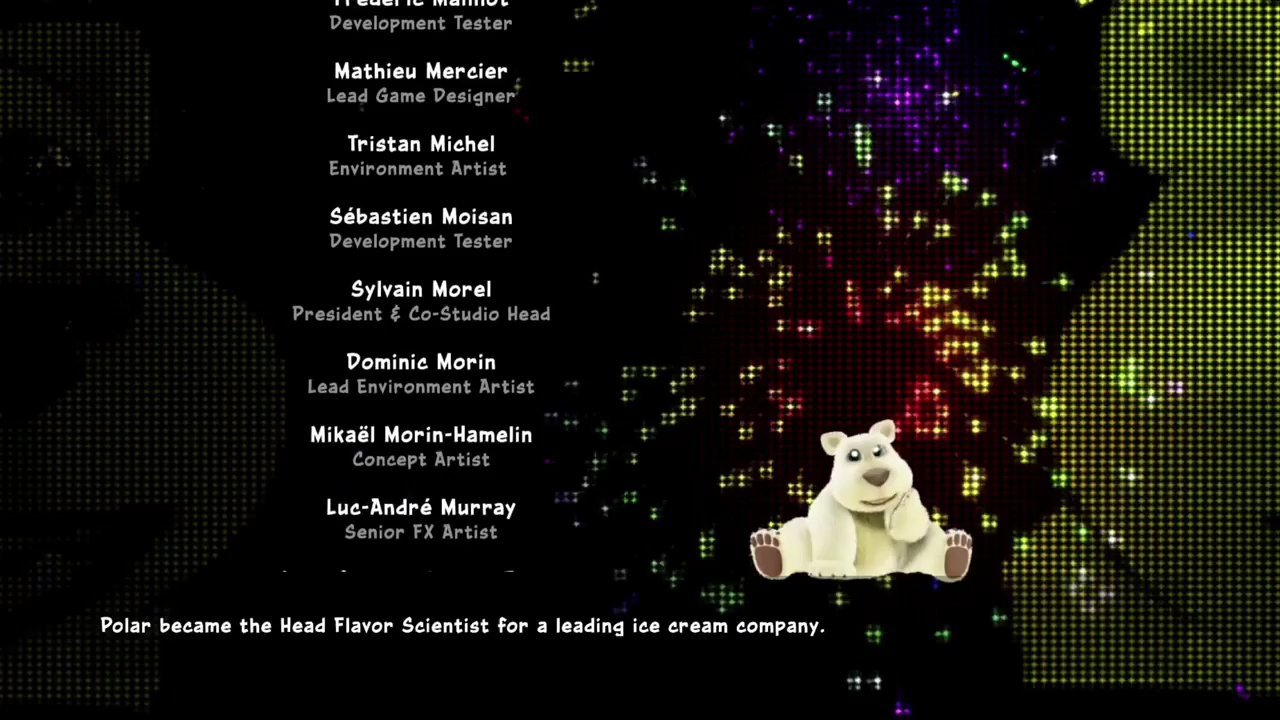 Development Tester
Mathieu Mercier
Lead Game Designer
Tristan Michel
Environment Artist
Sébastien Moisan
Development Tester
Sylvain Morel
President & Co-Studio Head
Dominic Morin
Lead Environment Artist
Mikaël Morin-Hamelin
Concept Artist
Luc-André Murray
Senior FX Artist
Polar became the Head Flavor Scientist for a leading ice cream company.